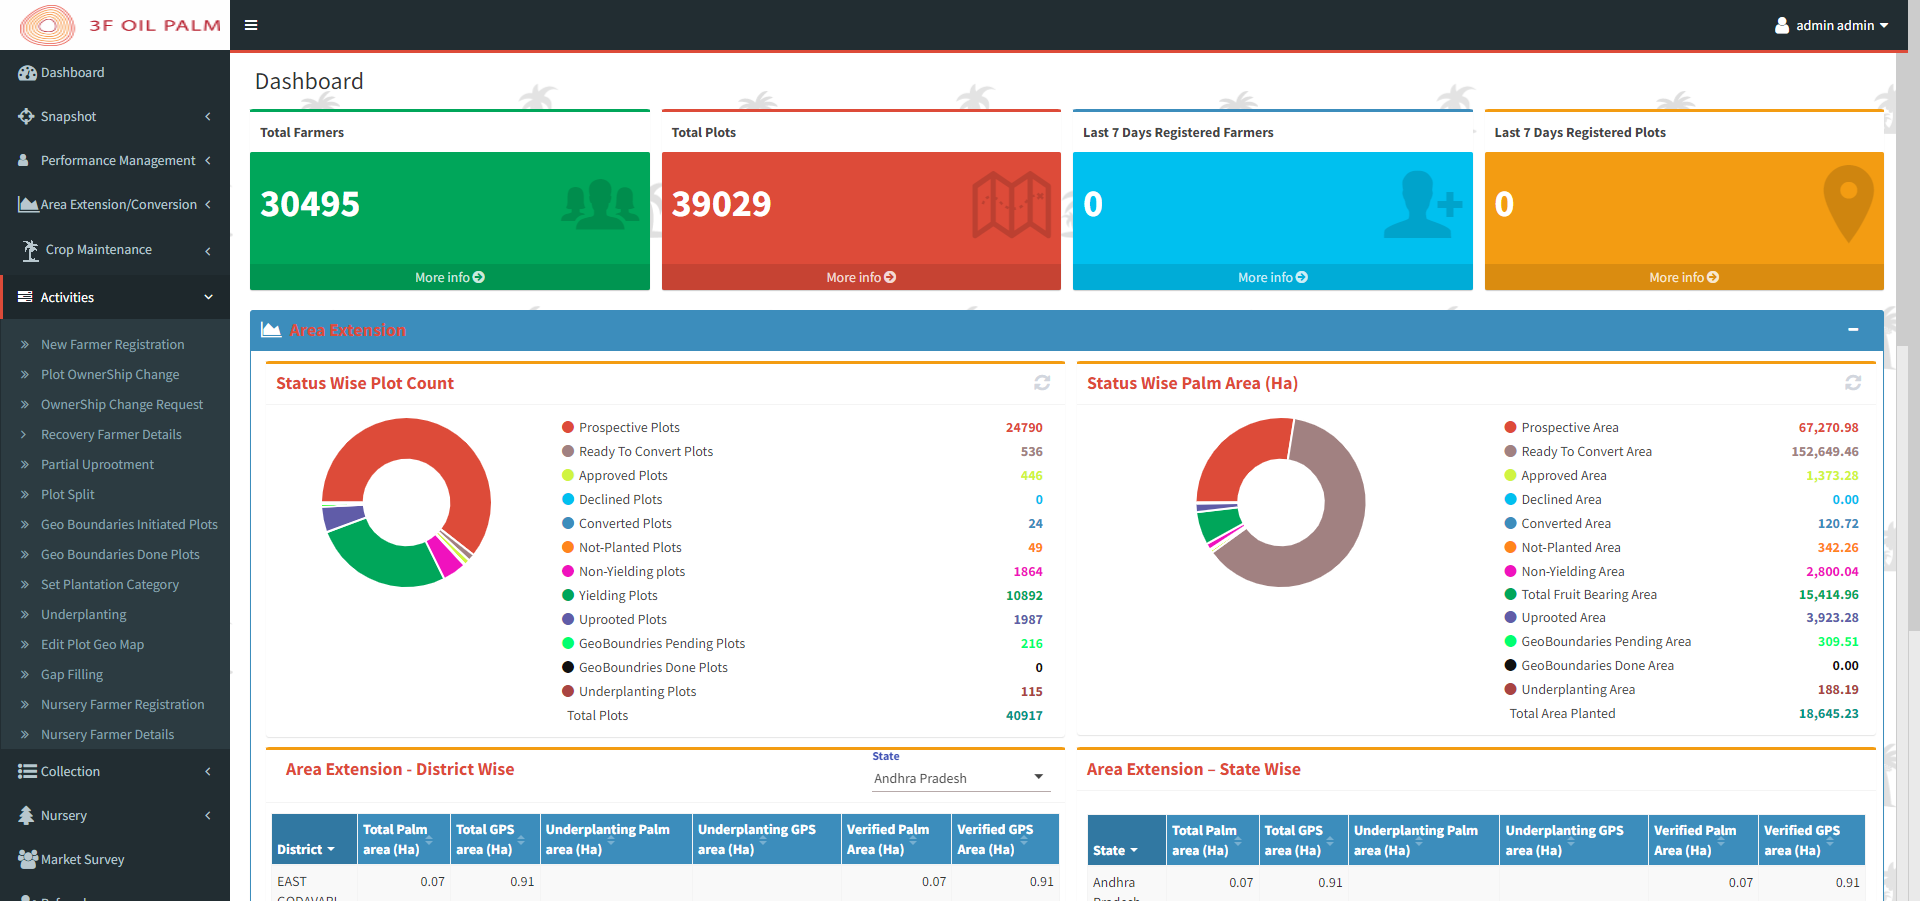 3F OIL PALM
admin admin
Dashboard
Snapshot
Performance Management
Area Extension/Conversion
Crop Maintenance
Activities
New Farmer Registration
Plot OwnerShip Change
OwnerShip Change Request
Recovery Farmer Details
Partial Uprootment
Plot Split
Geo Boundaries Initiated Plots
Geo Boundaries Done Plots
Set Plantation Category
Underplanting
Edit Plot Geo Map
Gap Filling
Nursery Farmer Registration
Nursery Farmer Details
Collection
Nursery
Market Survey
Dashboard
Total Farmers
30495
More info
Total Plots
39029
More info
Last 7 Days Registered Farmers
0
More info
Last 7 Days Registered Plots
0
More info
Area Extension
Status Wise Plot Count
Prospective Plots 24790
Ready To Convert Plots 536
Approved Plots 446
Declined Plots 0
Converted Plots 24
Not-Planted Plots 49
Non-Yielding plots 1864
Yielding Plots 10892
Uprooted Plots 1987
GeoBoundries Pending Plots 216
GeoBoundries Done Plots 0
Underplanting Plots 115
Total Plots 40917
Status Wise Palm Area (Ha)
Prospective Area 67,270.98
Ready To Convert Area 152,649.46
Approved Area 1,373.28
Declined Area 0.00
Converted Area 120.72
Not-Planted Area 342.26
Non-Yielding Area 2,800.04
Total Fruit Bearing Area 15,414.96
Uprooted Area 3,923.28
GeoBoundaries Pending Area 309.51
GeoBoundaries Done Area 0.00
Underplanting Area 188.19
Total Area Planted 18,645.23
Area Extension - District Wise
State
Andhra Pradesh
District Total Palm area (Ha) Total GPS area (Ha) Underplanting Palm area (Ha) Underplanting GPS area (Ha) Verified Palm Area (Ha) Verified GPS Area (Ha)
EAST 0.07 0.91 0.07 0.91
GODAVARI
Area Extension – State Wise
State Total Palm area (Ha) Total GPS area (Ha) Underplanting Palm area (Ha) Underplanting GPS area (Ha) Verified Palm Area (Ha) Verified GPS area (Ha)
Andhra 0.07 0.91 0.07 0.91
Pradesh